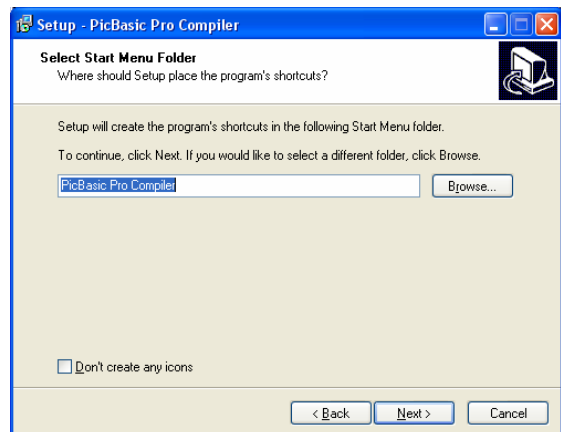 Setup - PicBasic Pro Compiler
Select Start Menu Folder
Where should Setup place the program's shortcuts?
Setup will create the program's shortcuts in the following Start Menu folder.
To continue, click Next. If you would like to select a different folder, click Browse.
PicBasic Pro Compiler
Browse...
Don't create any icons
< Back
Next >
Cancel